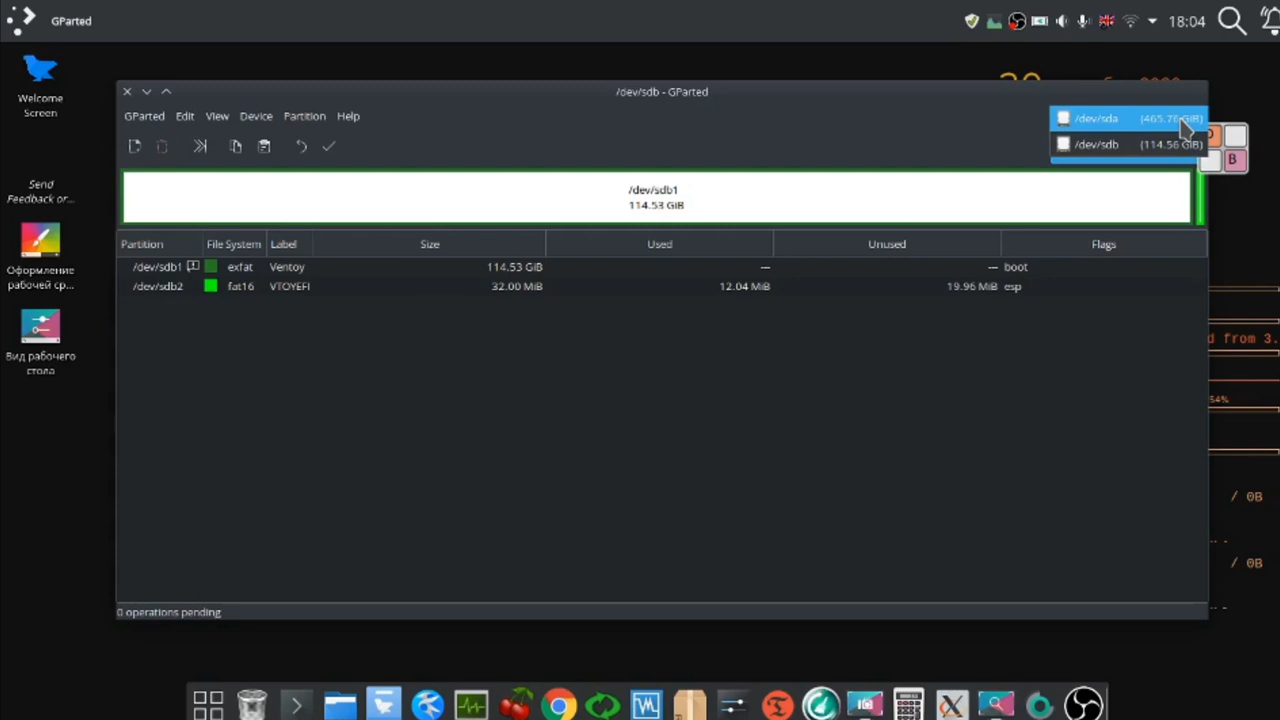 GParted
18:04
Welcome
Screen
Send
Feedback or...
Оформление
рабочей ср...
Вид рабочего
стола
/dev/sdb - GParted
GParted Edit View Device Partition Help
/dev/sda
/dev/sdb (114.56 GiB)
B
/dev/sdb1
114.53 GiB
Partition File System Label Size Used Unused Flags
/dev/sdb1 exfat Ventoy 114.53 GiB --- --- boot
/dev/sdb2 fat16 VTOYEFI 32.00 MiB 12.04 MiB 19.96 MiB esp
0 operations pending
d from 3.
54%
/ 0B
/ 0B